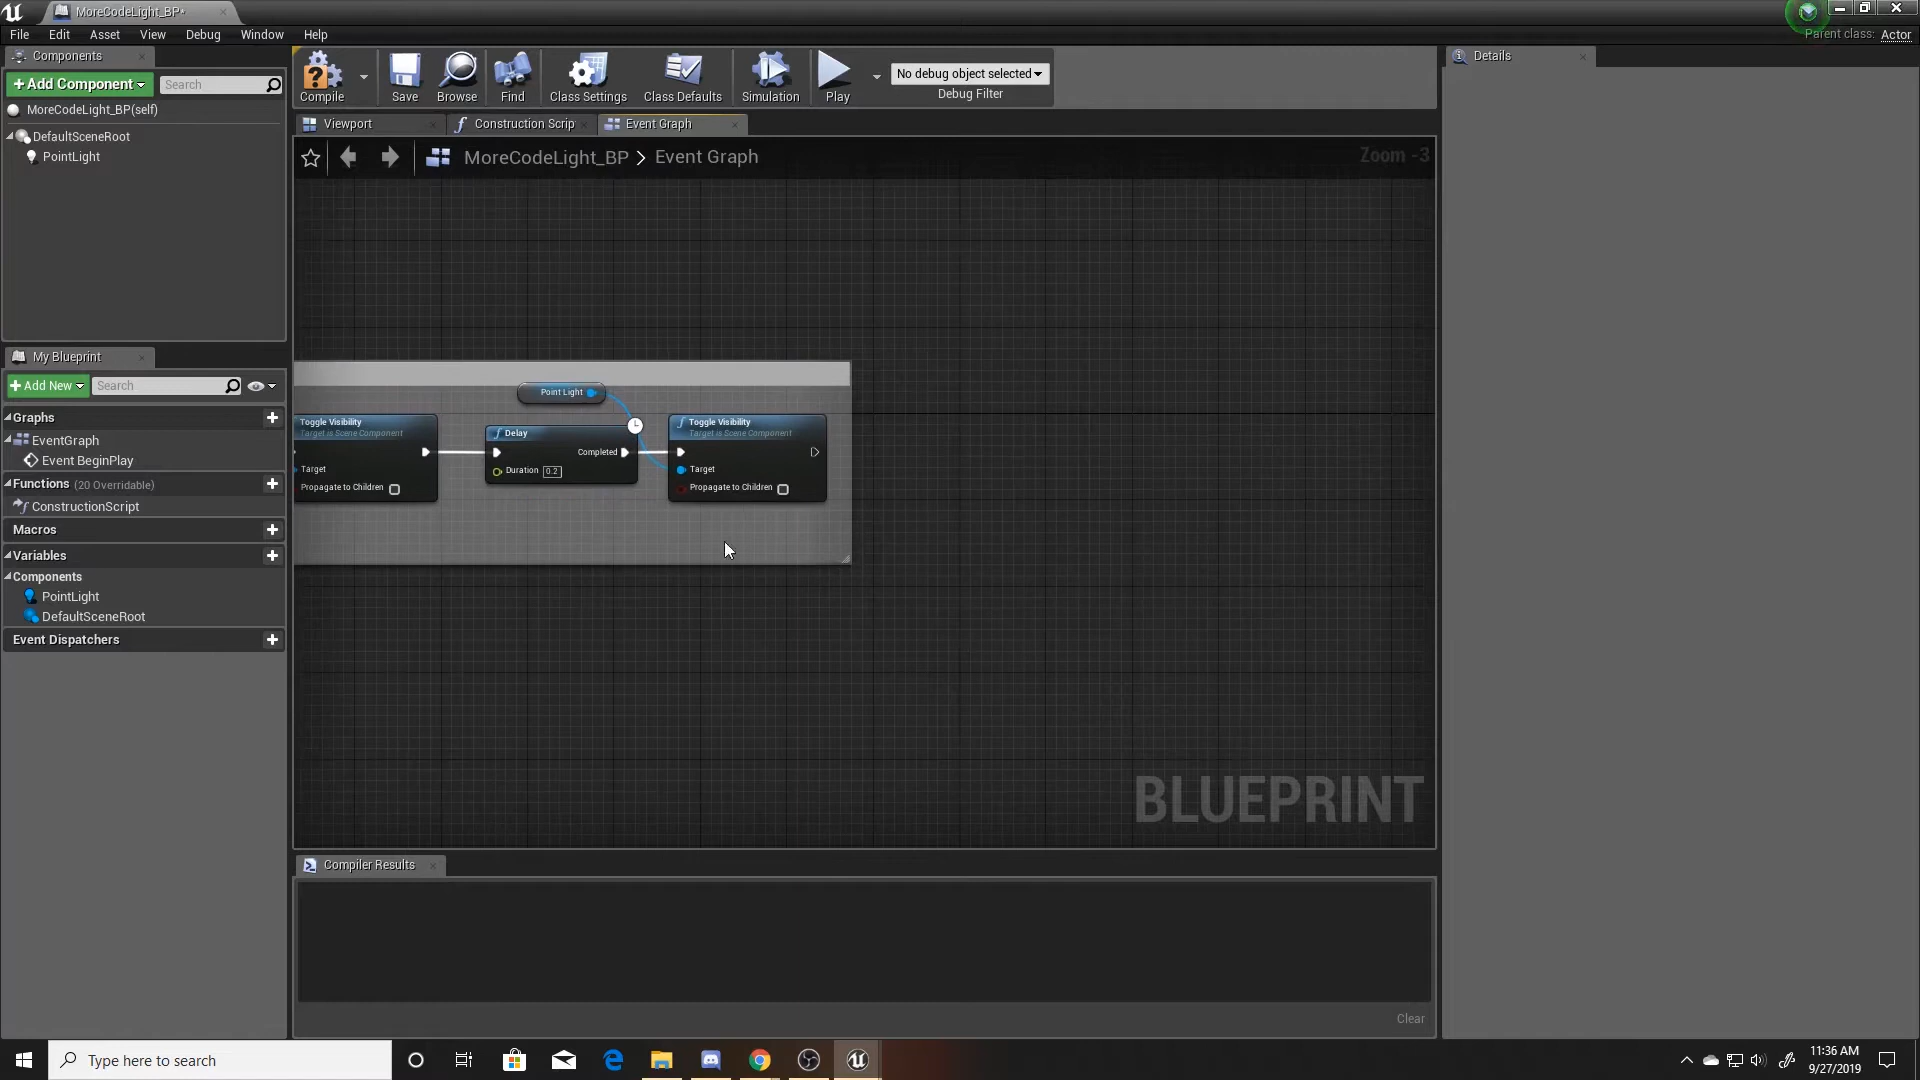 MoreCodeLight_BP*
File Edit Asset View Debug Window Help
Parent class: Actor
Components
+Add Component
Search
MoreCodeLight_BP(self)
DefaultSceneRoot
PointLight
Compile
Save
Browse
Find
Class Settings
Class Defaults
Simulation
Play
No debug object selected
Debug Filter
Details
Viewport
Construction Scrip
Event Graph
MoreCodeLight_BP > Event Graph
Zoom -3
Point Light
Toggle Visibility
Target is Scene Component
Target
Propagate to Children
Delay
Completed
Duration 0.2
Toggle Visibility
Target is Scene Component
Target
Propagate to Children
BLUEPRINT
My Blueprint
+Add New
Search
Graphs
EventGraph
Event BeginPlay
Functions (20 Overridable)
ConstructionScript
Macros
Variables
Components
PointLight
DefaultSceneRoot
Event Dispatchers
Compiler Results
Clear
Type here to search
11:36 AM
9/27/2019